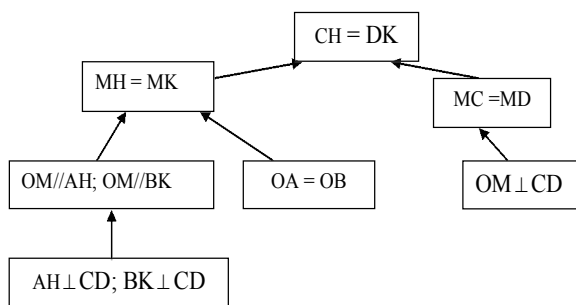 CH = DK
MH = MK
MC =MD
OM//AH; OM//BK
OA = OB
OM⊥CD
AH⊥CD; BK⊥CD